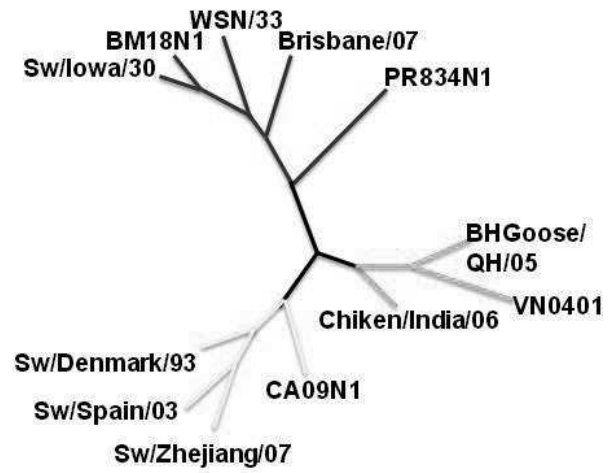 WSN/33
BM18N1
Brisbane/07
Sw/Iowa/30
PR834N1
BHGoose/
QH/05
VN0401
Chiken/India/06
Sw/Denmark/93
CA09N1
Sw/Spain/03
Sw/Zhejiang/07